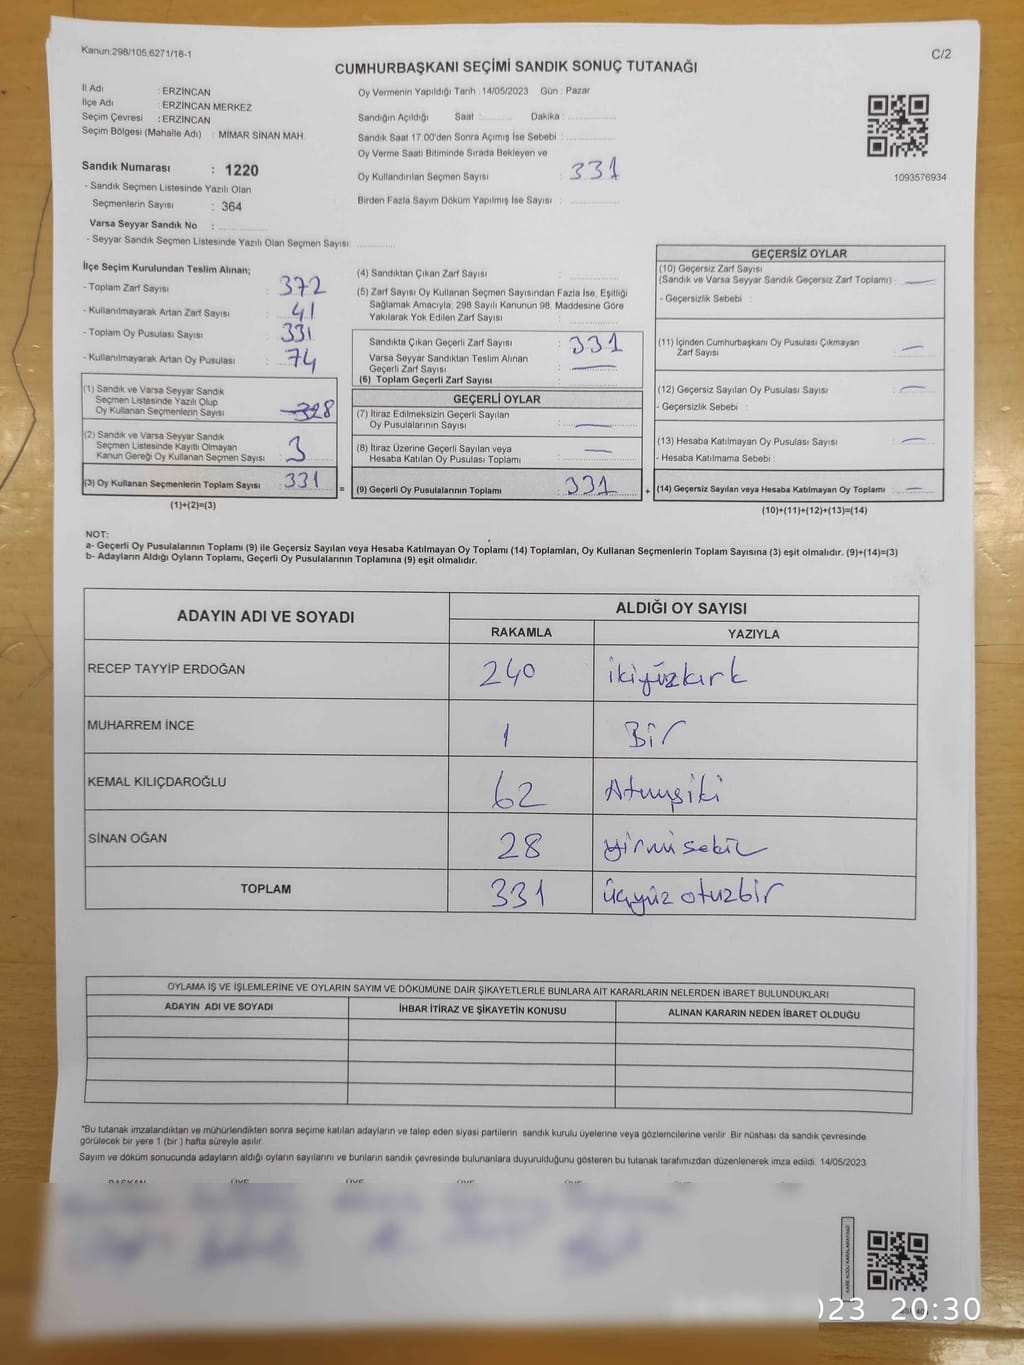 Kanun:298/105,6271/18-1
C/2
CUMHURBAŞKANI SEÇİMİ SANDIK SONUÇ TUTANAĞI
İl Adı : ERZİNCAN
İlçe Adı : ERZİNCAN MERKEZ
Seçim Çevresi : ERZİNCAN
Seçim Bölgesi (Mahalle Adı) : MİMAR SİNAN MAH.
Sandık Numarası : 1220
- Sandık Seçmen Listesinde Yazılı Olan
Seçmenlerin Sayısı : 364
Varsa Seyyar Sandık No : ..............
- Seyyar Sandık Seçmen Listesinde Yazılı Olan Seçmen Sayısı: ............
Oy Vermenin Yapıldığı Tarih :14/05/2023 Gün : Pazar
Sandığın Açıldığı Saat :.......... Dakika :..............
Sandık Saat 17.00'den Sonra Açımış İse Sebebi : ..............
Oy Verme Saati Bitiminde Sırada Bekleyen ve
Oy Kullandırılan Seçmen Sayısı : 331
Birden Fazla Sayım Döküm Yapılmış İse Sayısı : ..............
1093576934
İlçe Seçim Kurulundan Teslim Alınan;
- Toplam Zarf Sayısı : 372
- Kullanılmayarak Artan Zarf Sayısı : 41
- Toplam Oy Pusulası Sayısı : 331
- Kullanılmayarak Artan Oy Pusulası : 74
(1) Sandık ve Varsa Seyyar Sandık
Seçmen Listesinde Yazılı Olup
Oy Kullanan Seçmenlerin Sayısı : 328
(2) Sandık ve Varsa Seyyar Sandık
Seçmen Listesinde Kayıtlı Olmayan
Kanun Gereği Oy Kullanan Seçmen Sayısı : 3
(3) Oy Kullanan Seçmenlerin Toplam Sayısı : 331
(1)+(2)=(3)
(4) Sandıktan Çıkan Zarf Sayısı : ..............
(5) Zarf Sayısı Oy Kullanan Seçmen Sayısından Fazla İse, Eşitliği
Sağlamak Amacıyla; 298 Sayılı Kanunun 98. Maddesine Göre
Yakılarak Yok Edilen Zarf Sayısı : ..............
Sandıkta Çıkan Geçerli Zarf Sayısı : 331
Varsa Seyyar Sandıktan Teslim Alınan
Geçerli Zarf Sayısı : —
(6) Toplam Geçerli Zarf Sayısı :
GEÇERLİ OYLAR
(7) İtiraz Edilmeksizin Geçerli Sayılan
Oy Pusulalarının Sayısı : —
(8) İtiraz Üzerine Geçerli Sayılan veya
Hesaba Katılan Oy Pusulası Toplamı : —
= (9) Geçerli Oy Pusulalarının Toplamı : 331
GEÇERSİZ OYLAR
(10) Geçersiz Zarf Sayısı
(Sandık ve Varsa Seyyar Sandık Geçersiz Zarf Toplamı) : —
- Geçersizlik Sebebi :
(11) İçinden Cumhurbaşkanı Oy Pusulası Çıkmayan
Zarf Sayısı : —
(12) Geçersiz Sayılan Oy Pusulası Sayısı : —
- Geçersizlik Sebebi :
(13) Hesaba Katılmayan Oy Pusulası Sayısı : —
- Hesaba Katılmama Sebebi :
+ (14) Geçersiz Sayılan veya Hesaba Katılmayan Oy Toplamı : —
(10)+(11)+(12)+(13)=(14)
NOT:
a- Geçerli Oy Pusulalarının Toplamı (9) ile Geçersiz Sayılan veya Hesaba Katılmayan Oy Toplamı (14) Toplamları, Oy Kullanan Seçmenlerin Toplam Sayısına (3) eşit olmalıdır. (9)+(14)=(3)
b- Adayların Aldığı Oyların Toplamı, Geçerli Oy Pusulalarının Toplamına (9) eşit olmalıdır.
ADAYIN ADI VE SOYADI
ALDIĞI OY SAYISI
RAKAMLA YAZIYLA
RECEP TAYYİP ERDOĞAN 240 ikiyüzkırk
MUHARREM İNCE 1 Bir
KEMAL KILIÇDAROĞLU 62 Atmışiki
SİNAN OĞAN 28 yirmisekiz
TOPLAM 331 üçyüz otuzbir
OYLAMA İŞ VE İŞLEMLERİNE VE OYLARIN SAYIM VE DÖKÜMÜNE DAİR ŞİKAYETLERLE BUNLARA AİT KARARLARIN NELERDEN İBARET BULUNDUKLARI
ADAYIN ADI VE SOYADI İHBAR İTİRAZ VE ŞİKAYETİN KONUSU ALINAN KARARIN NEDEN İBARET OLDUĞU
*Bu tutanak imzalandıktan ve mühürlendikten sonra seçime katılan adayların ve talep eden siyasi partilerin sandık kurulu üyelerine veya gözlemcilerine verilir. Bir nüshası da sandık çevresinde
görülecek bir yere 1 (bir ) hafta süreyle asılır.
Sayım ve döküm sonucunda adayların aldığı oyların sayılarını ve bunların sandık çevresinde bulunanlara duyurulduğunu gösteren bu tutanak tarafımızdan düzenlenerek imza edildi. 14/05/2023
BAŞKAN ÜYE ÜYE ÜYE ÜYE
023 20:30